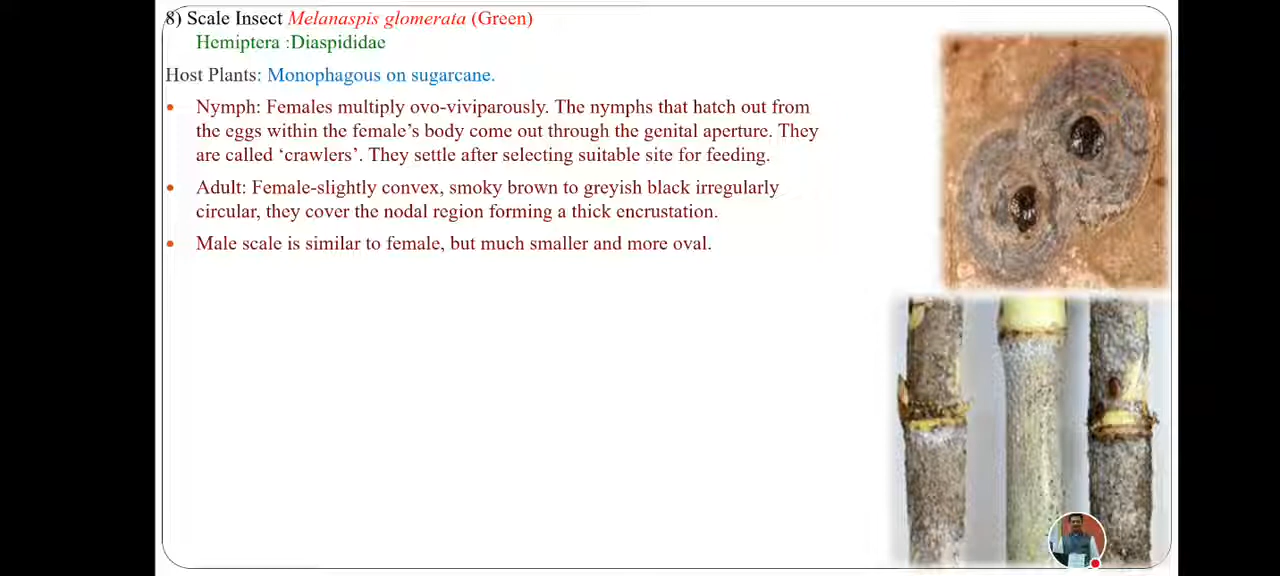 8) Scale Insect Melanaspis glomerata (Green)
Hemiptera :Diaspididae
Host Plants: Monophagous on sugarcane.
• Nymph: Females multiply ovo-viviparously. The nymphs that hatch out from
the eggs within the female’s body come out through the genital aperture. They
are called ‘crawlers’. They settle after selecting suitable site for feeding.
• Adult: Female-slightly convex, smoky brown to greyish black irregularly
circular, they cover the nodal region forming a thick encrustation.
• Male scale is similar to female, but much smaller and more oval.